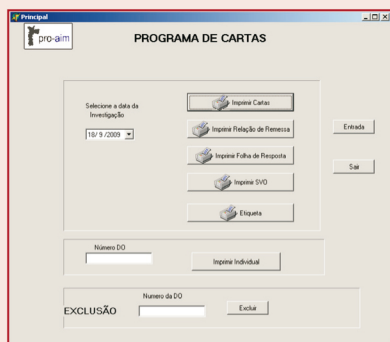 Principal
pro-aim
PROGRAMA DE CARTAS
Selecione a data da
Investigação
18/ 9 /2009
Imprimir Cartas
Imprimir Relação de Remessa
Imprimir Folha de Resposta
Imprimir SVO
Etiqueta
Entrada
Sair
Número DO
Imprimir Individual
EXCLUSÃO
Numero da DO
Excluir